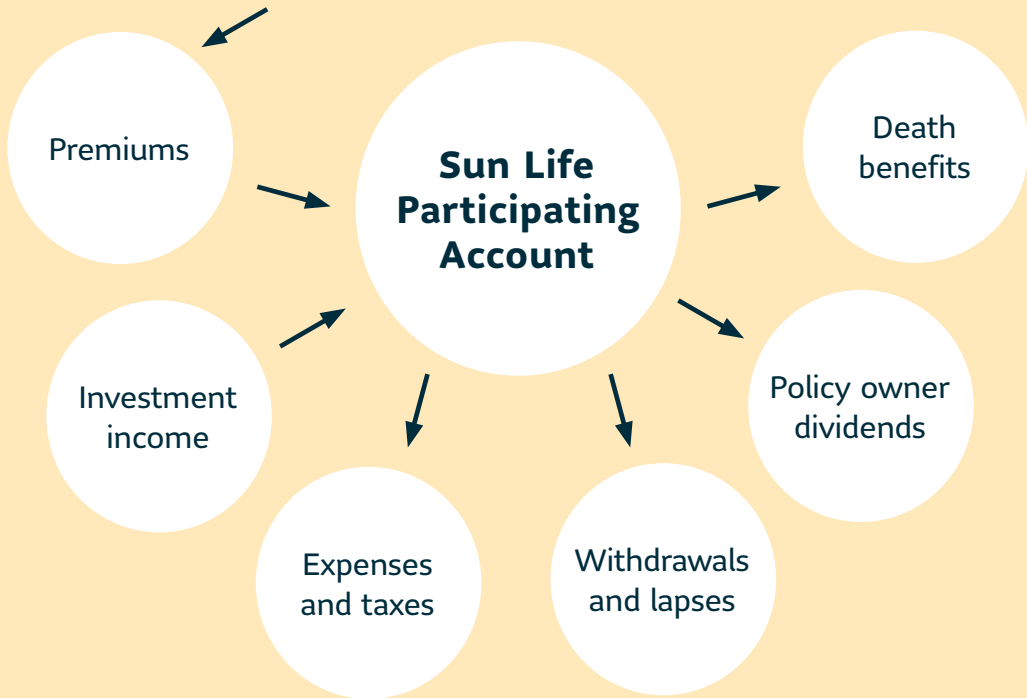 Premiums
Sun Life
Participating
Account
Death
benefits
Investment
income
Policy owner
dividends
Expenses
and taxes
Withdrawals
and lapses